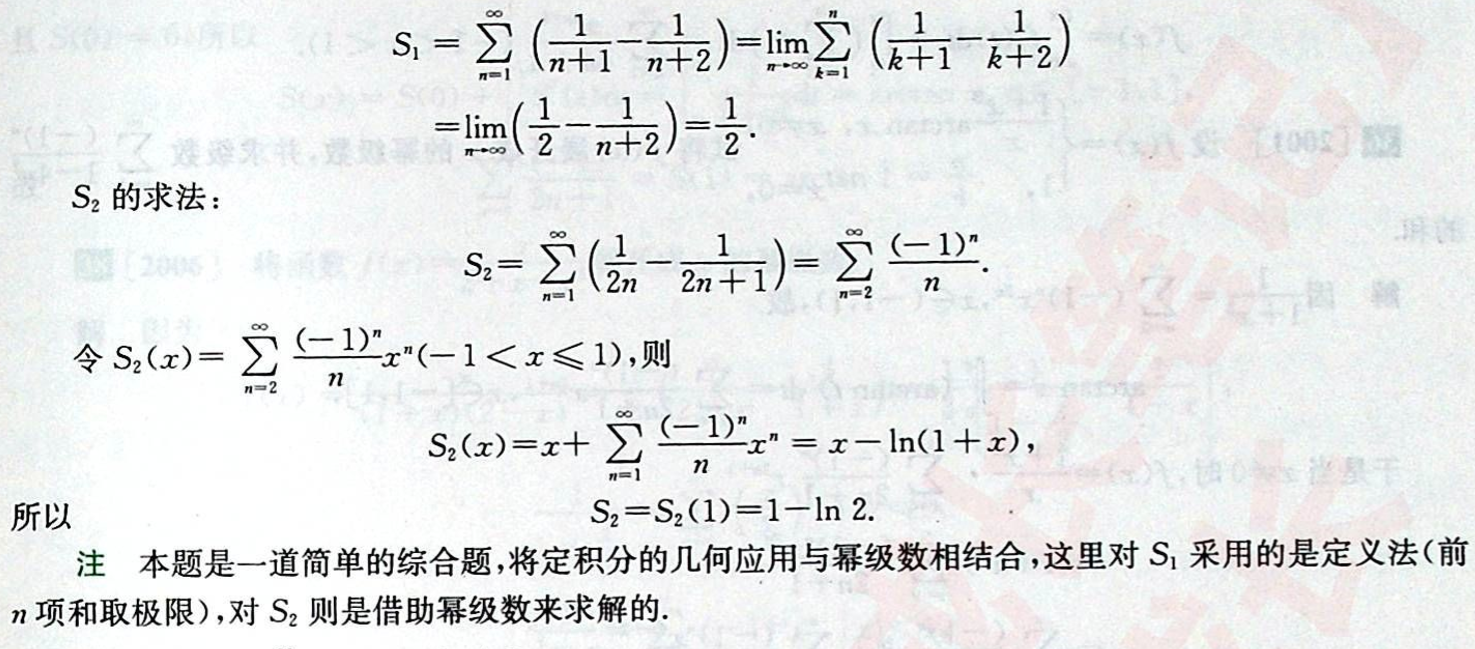 $S_1=\sum_{n=1}^{\infty}\left(\frac{1}{n+1}-\frac{1}{n+2}\right)=\lim_{n\to\infty}\sum_{k=1}^{n}\left(\frac{1}{k+1}-\frac{1}{k+2}\right)$
$=\lim_{n\to\infty}\left(\frac{1}{2}-\frac{1}{n+2}\right)=\frac{1}{2}.$
$S_2$ 的求法：
$S_2=\sum_{n=1}^{\infty}\left(\frac{1}{2n}-\frac{1}{2n+1}\right)=\sum_{n=2}^{\infty}\frac{(-1)^n}{n}.$
令 $S_2(x)=\sum_{n=2}^{\infty}\frac{(-1)^n}{n}x^n(-1<x\leqslant 1)$,则
$S_2(x)=x+\sum_{n=1}^{\infty}\frac{(-1)^n}{n}x^n=x-\ln(1+x),$
所以 $S_2=S_2(1)=1-\ln 2.$
注 本题是一道简单的综合题,将定积分的几何应用与幂级数相结合,这里对 $S_1$ 采用的是定义法(前
$n$ 项和取极限),对 $S_2$ 则是借助幂级数来求解的.